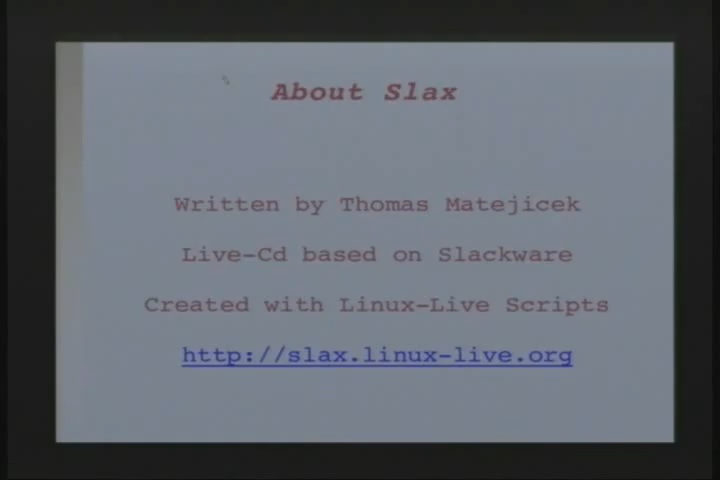 About Slax
Written by Thomas Matejicek
Live-Cd based on Slackware
Created with Linux-Live Scripts
http://slax.linux-live.org